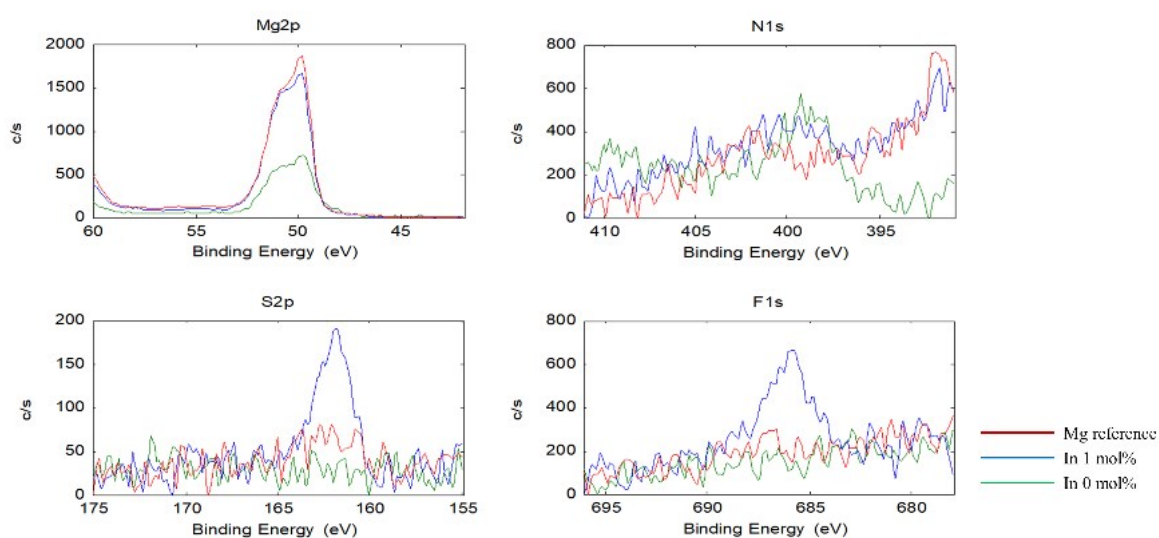 Mg2p
2000
1500
1000
500
0
60
55
50
45
c/s
Binding Energy (eV)
N1s
800
600
400
200
0
410
405
400
395
c/s
Binding Energy (eV)
S2p
200
150
100
50
0
175
170
165
160
155
c/s
Binding Energy (eV)
F1s
800
600
400
200
0
695
690
685
680
c/s
Binding Energy (eV)
Mg reference
In 1 mol%
In 0 mol%